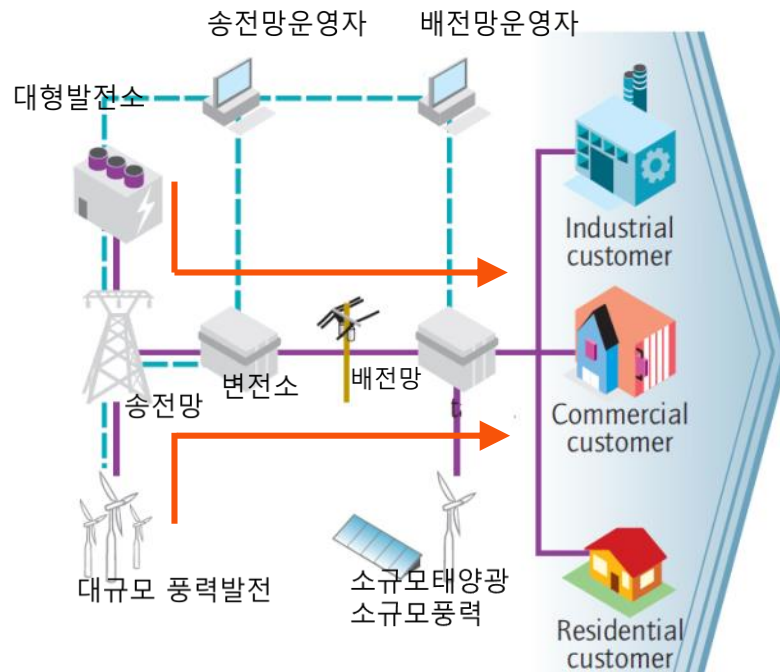 송전망운영자
배전망운영자
대형발전소
Industrial
customer
변전소
배전망
송전망
Commercial
customer
대규모 풍력발전
소규모태양광
소규모풍력
Residential
customer